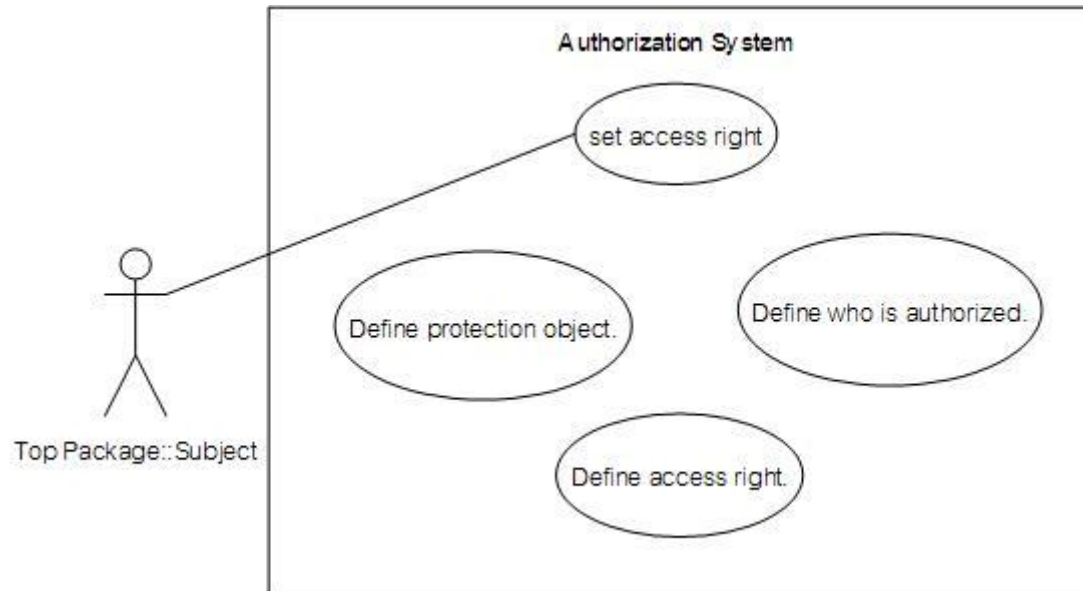 Authorization System
set access right
Define protection object.
Define who is authorized.
Define access right.
Top Package::Subject